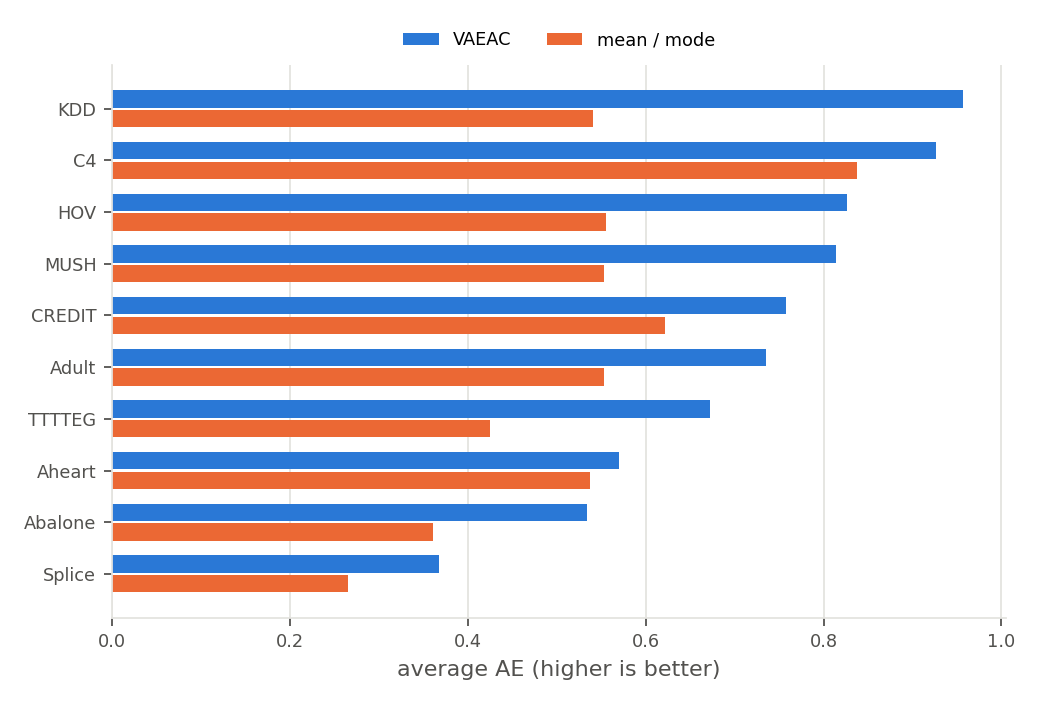 VAEAC mean / mode
KDD
C4
HOV
MUSH
CREDIT
Adult
TTTTEG
Aheart
Abalone
Splice
0.0 0.2 0.4 0.6 0.8 1.0
average AE (higher is better)